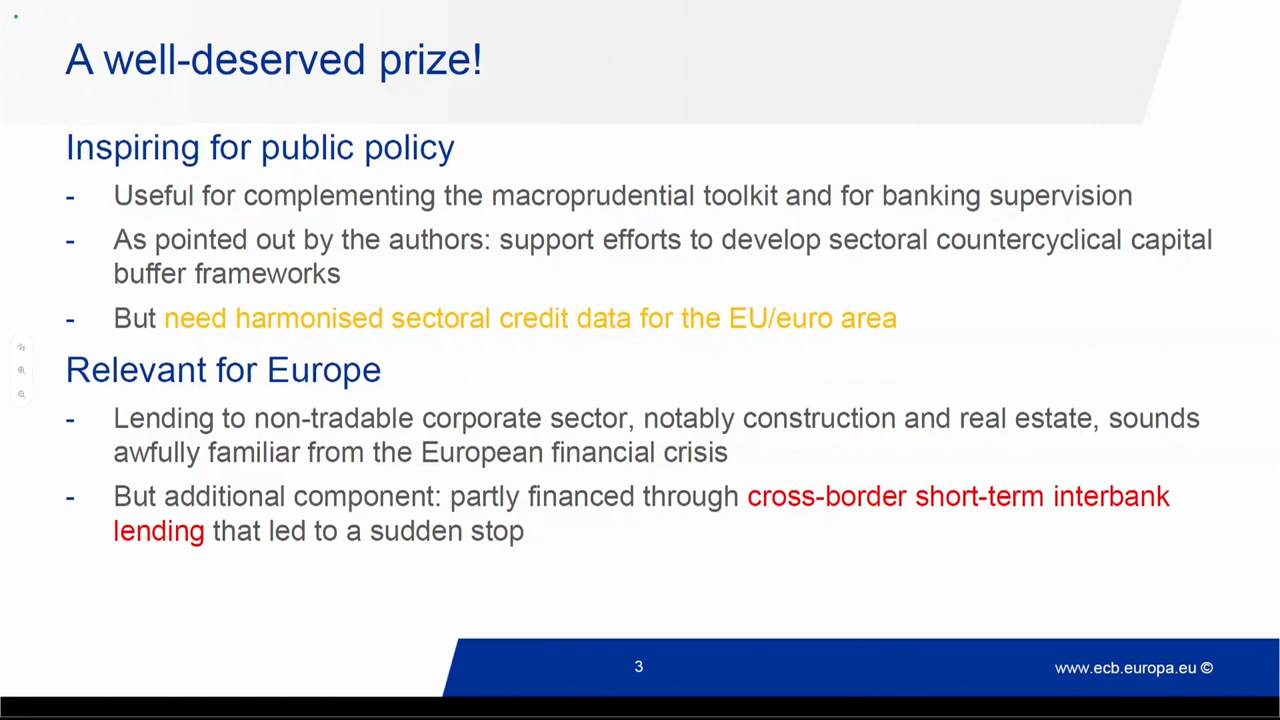 A well-deserved prize!
Inspiring for public policy
- Useful for complementing the macroprudential toolkit and for banking supervision
- As pointed out by the authors: support efforts to develop sectoral countercyclical capital
buffer frameworks
- But need harmonised sectoral credit data for the EU/euro area
Relevant for Europe
- Lending to non-tradable corporate sector, notably construction and real estate, sounds
awfully familiar from the European financial crisis
- But additional component: partly financed through cross-border short-term interbank
lending that led to a sudden stop
3
www.ecb.europa.eu ©